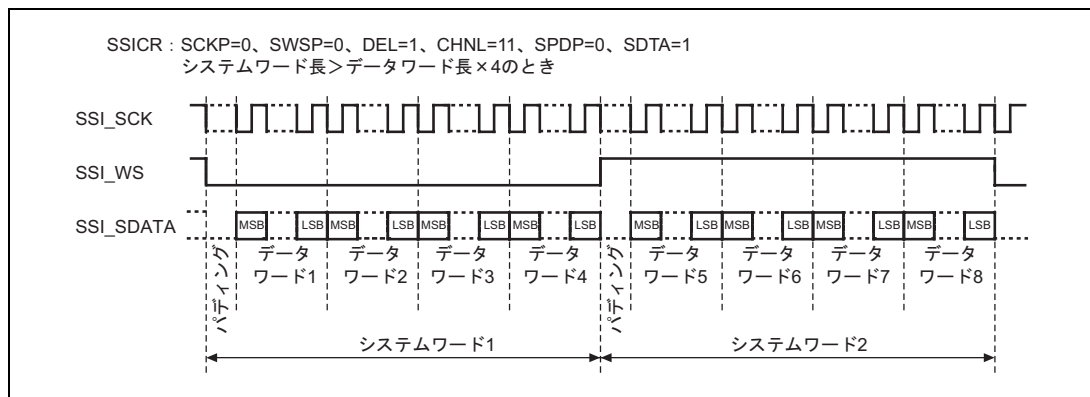 SSICR : SCKP=0、SWSP=0、DEL=1、CHNL=11、SPDP=0、SDTA=1
システムワード長＞データワード長×4のとき
SSI_SCK
SSI_WS
SSI_SDATA
MSB LSB MSB LSB MSB LSB MSB LSB MSB LSB MSB LSB MSB LSB MSB LSB
パディング
データ
ワード1
データ
ワード2
データ
ワード3
データ
ワード4
パディング
データ
ワード5
データ
ワード6
データ
ワード7
データ
ワード8
システムワード1
システムワード2